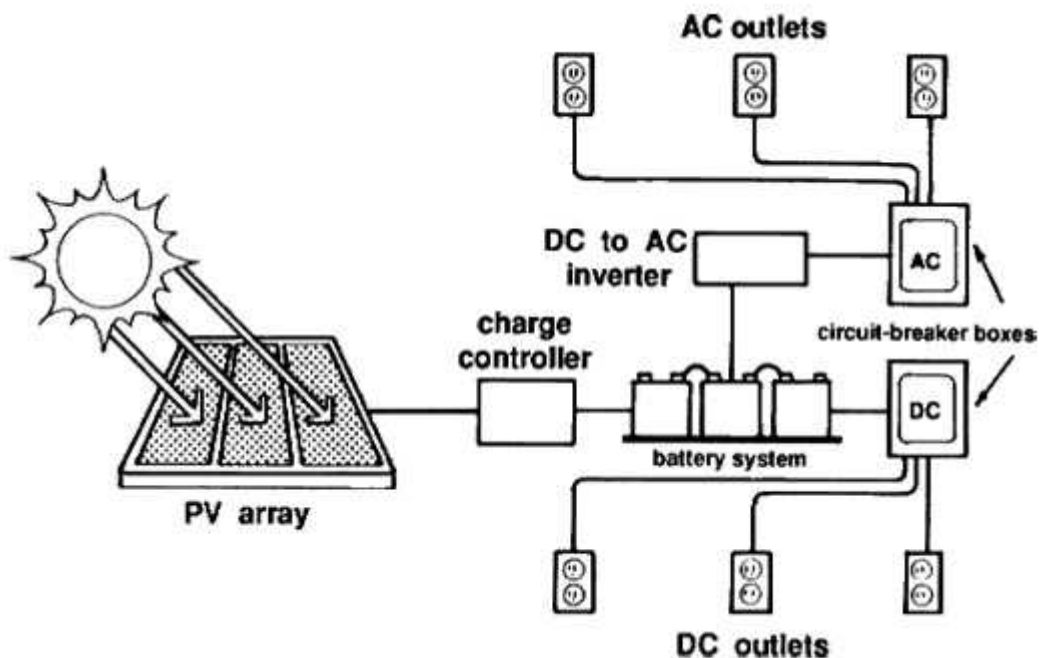 AC outlets
DC to AC
inverter
AC
charge
controller
circuit-breaker boxes
DC
battery system
PV array
DC outlets